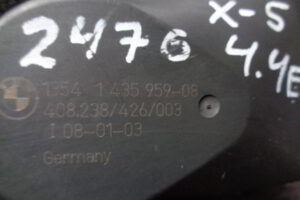 2476
X-5
4.4E
1354 1 435 959-08
408.238/426/003
I 08-01-03
Germany